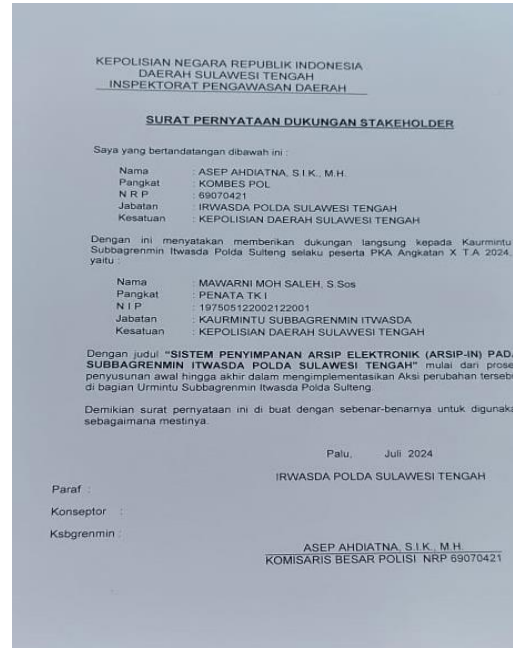 KEPOLISIAN NEGARA REPUBLIK INDONESIA
DAERAH SULAWESI TENGAH
INSPEKTORAT PENGAWASAN DAERAH
SURAT PERNYATAAN DUKUNGAN STAKEHOLDER
Saya yang bertandatangan dibawah ini :
Nama : ASEP AHDIATNA, S.I.K., M.H.
Pangkat : KOMBES POL
N R P : 69070421
Jabatan : IRWASDA POLDA SULAWESI TENGAH
Kesatuan : KEPOLISIAN DAERAH SULAWESI TENGAH
Dengan ini menyatakan memberikan dukungan langsung kepada Kaurmintu
Subbagrenmin Itwasda Polda Sulteng selaku peserta PKA Angkatan X T.A 2024,
yaitu :
Nama : MAWARNI MOH SALEH, S.Sos
Pangkat : PENATA TK.I
N I P : 197505122002122001
Jabatan : KAURMINTU SUBBAGRENMIN ITWASDA
Kesatuan : KEPOLISIAN DAERAH SULAWESI TENGAH
Dengan judul "SISTEM PENYIMPANAN ARSIP ELEKTRONIK (ARSIP-IN) PADA
SUBBAGRENMIN ITWASDA POLDA SULAWESI TENGAH" mulai dari prose
penyusunan awal hingga akhir dalam mengimplementasikan Aksi perubahan tersebu
di bagian Urmintu Subbagrenmin Itwasda Polda Sulteng.
Demikian surat pernyataan ini di buat dengan sebenar-benarnya untuk digunaka
sebagaimana mestinya.
Palu, Juli 2024
IRWASDA POLDA SULAWESI TENGAH
Paraf :
Konseptor :
Ksbgrenmin :
ASEP AHDIATNA, S.I.K., M.H.
KOMISARIS BESAR POLISI NRP 69070421